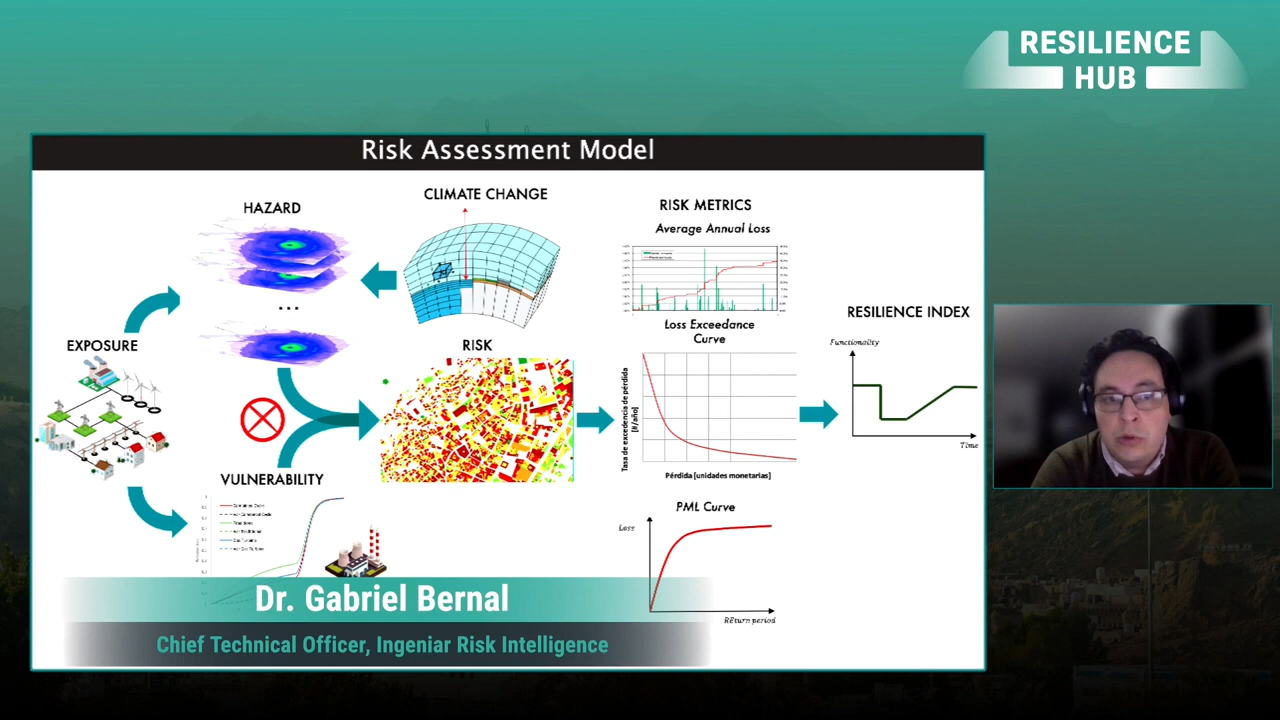 RESILIENCE
HUB
Risk Assessment Model
HAZARD
CLIMATE CHANGE
RISK METRICS
Average Annual Loss
...
Loss Exceedance
Curve
RESILIENCE INDEX
EXPOSURE
RISK
Functionality
Tasa de excedencia de pérdida
[#/año]
Time
VULNERABILITY
Pérdida [unidades monetarias]
PML Curve
Loss
REturn period
Dr. Gabriel Bernal
Chief Technical Officer, Ingeniar Risk Intelligence